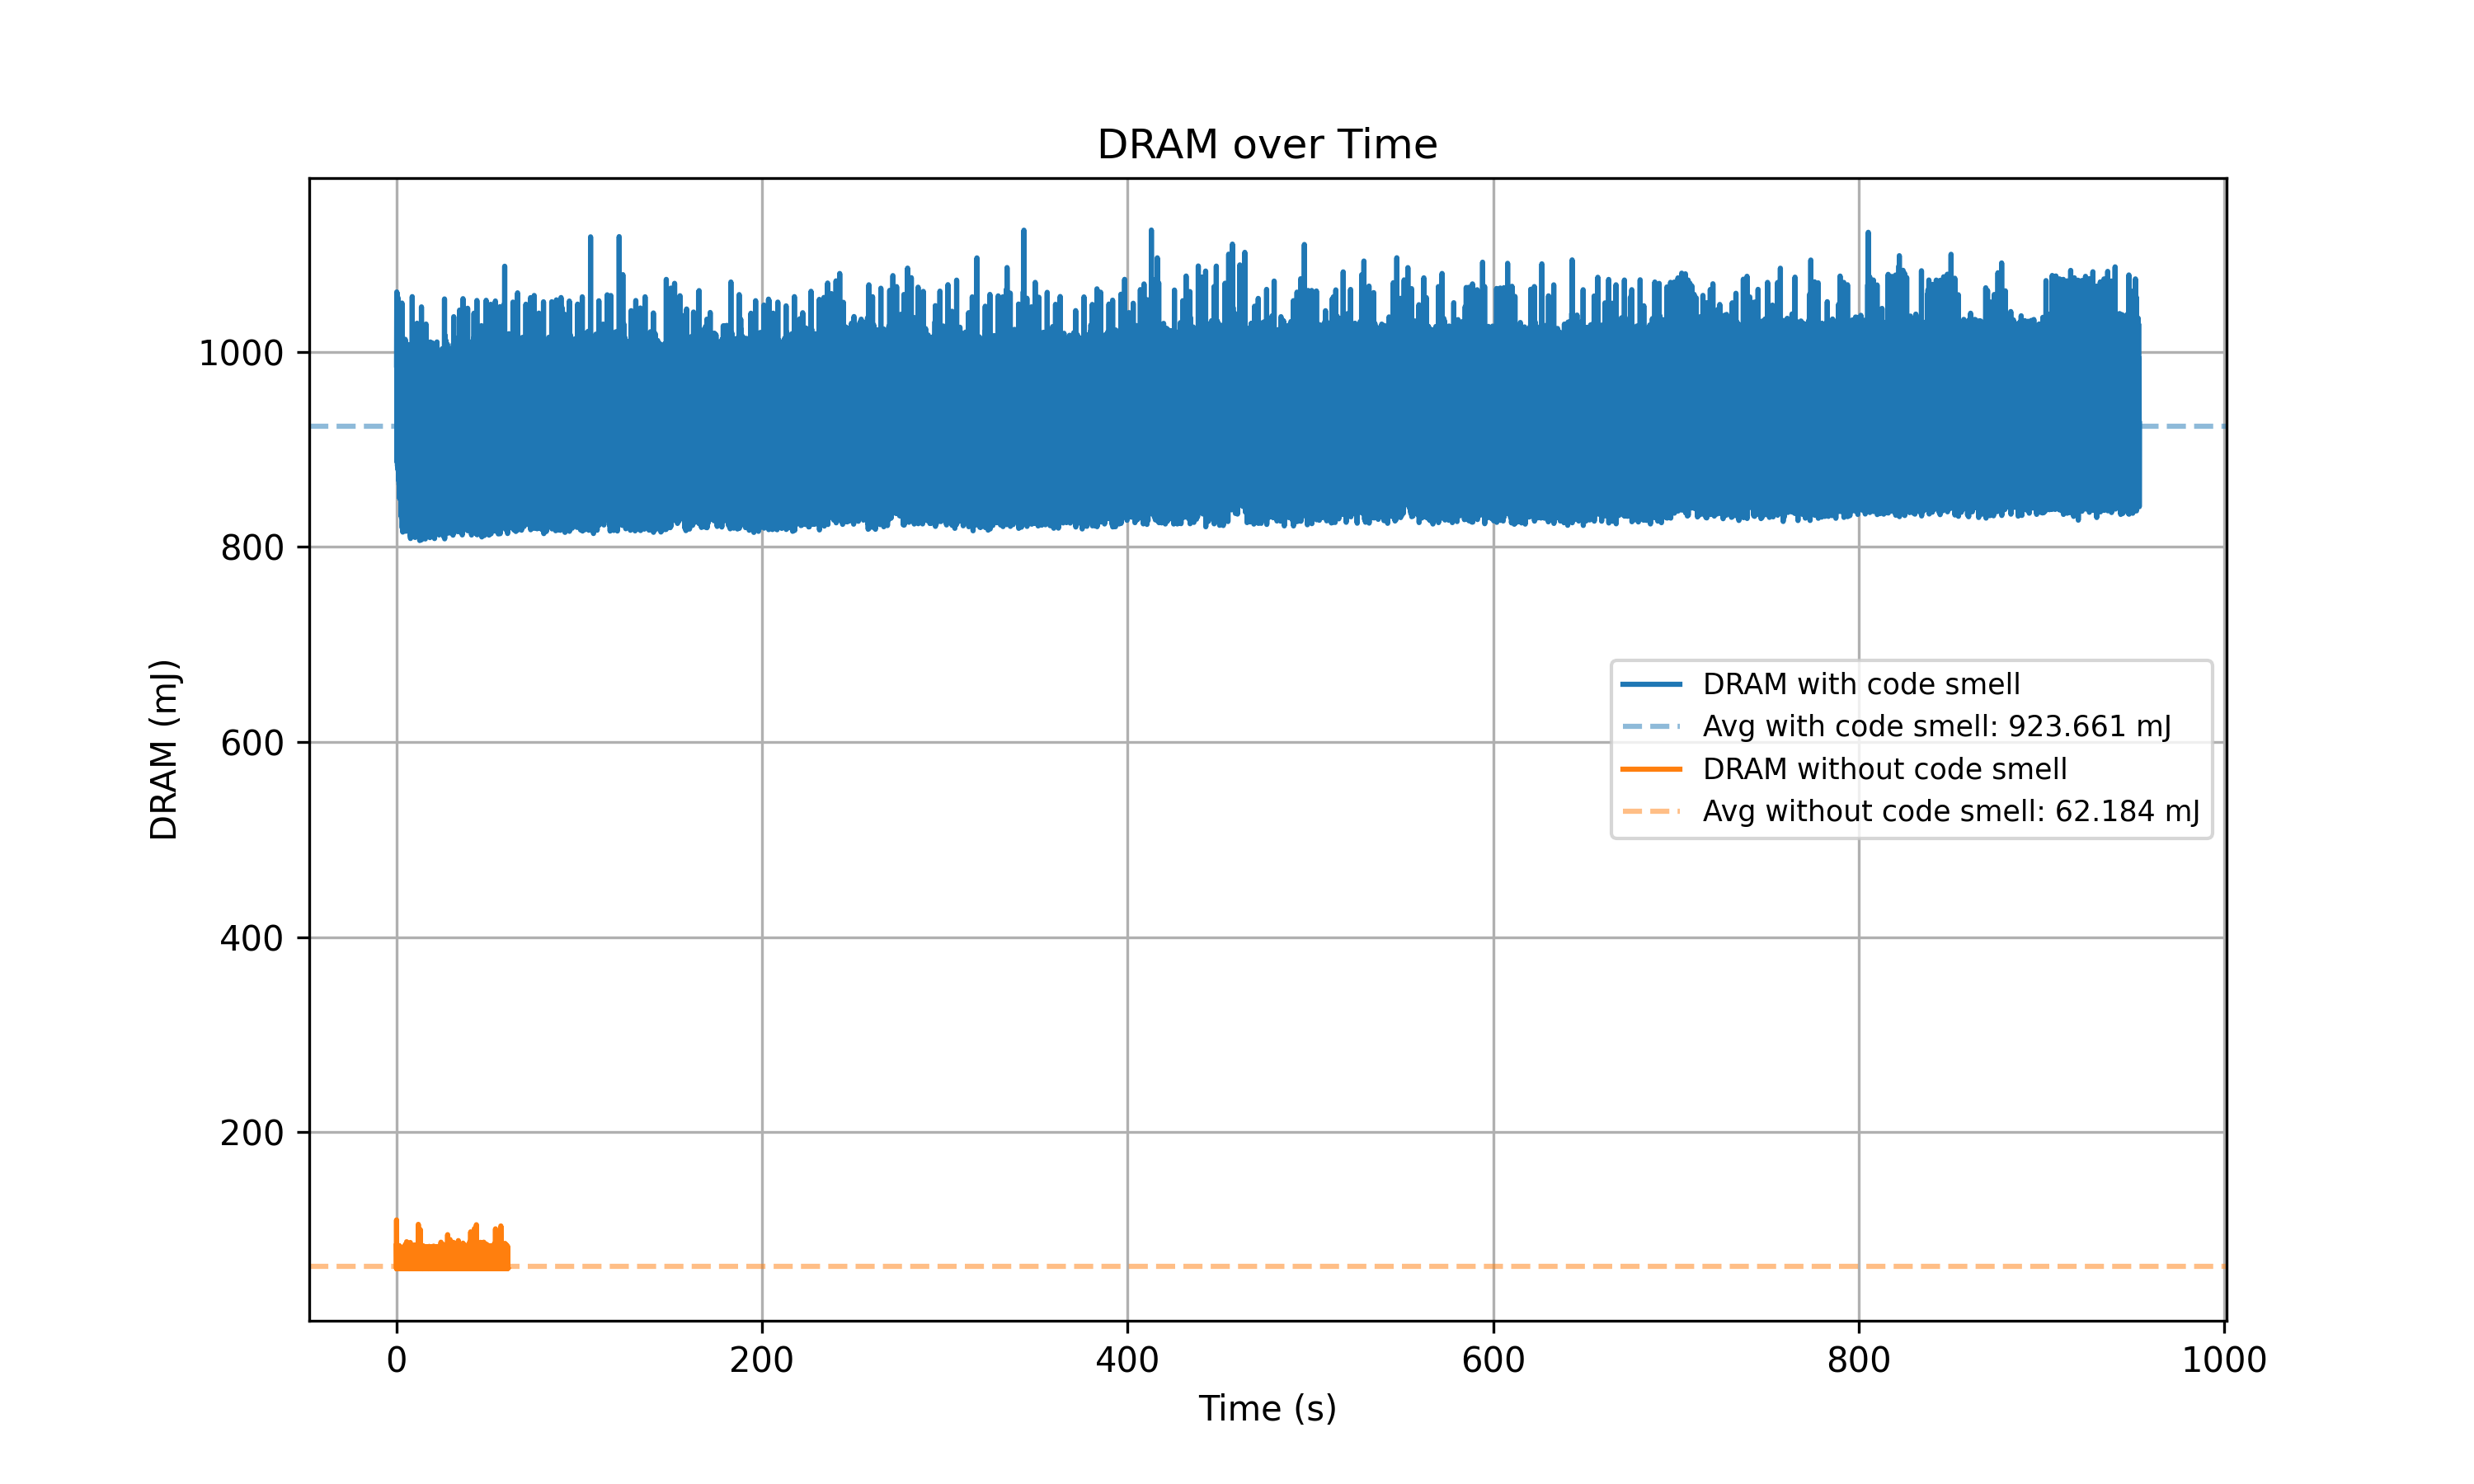 DRAM over Time
DRAM (mJ)
1000
800
600
400
200
DRAM with code smell
Avg with code smell: 923.661 mJ
DRAM without code smell
Avg without code smell: 62.184 mJ
0
200
400
600
800
1000
Time (s)